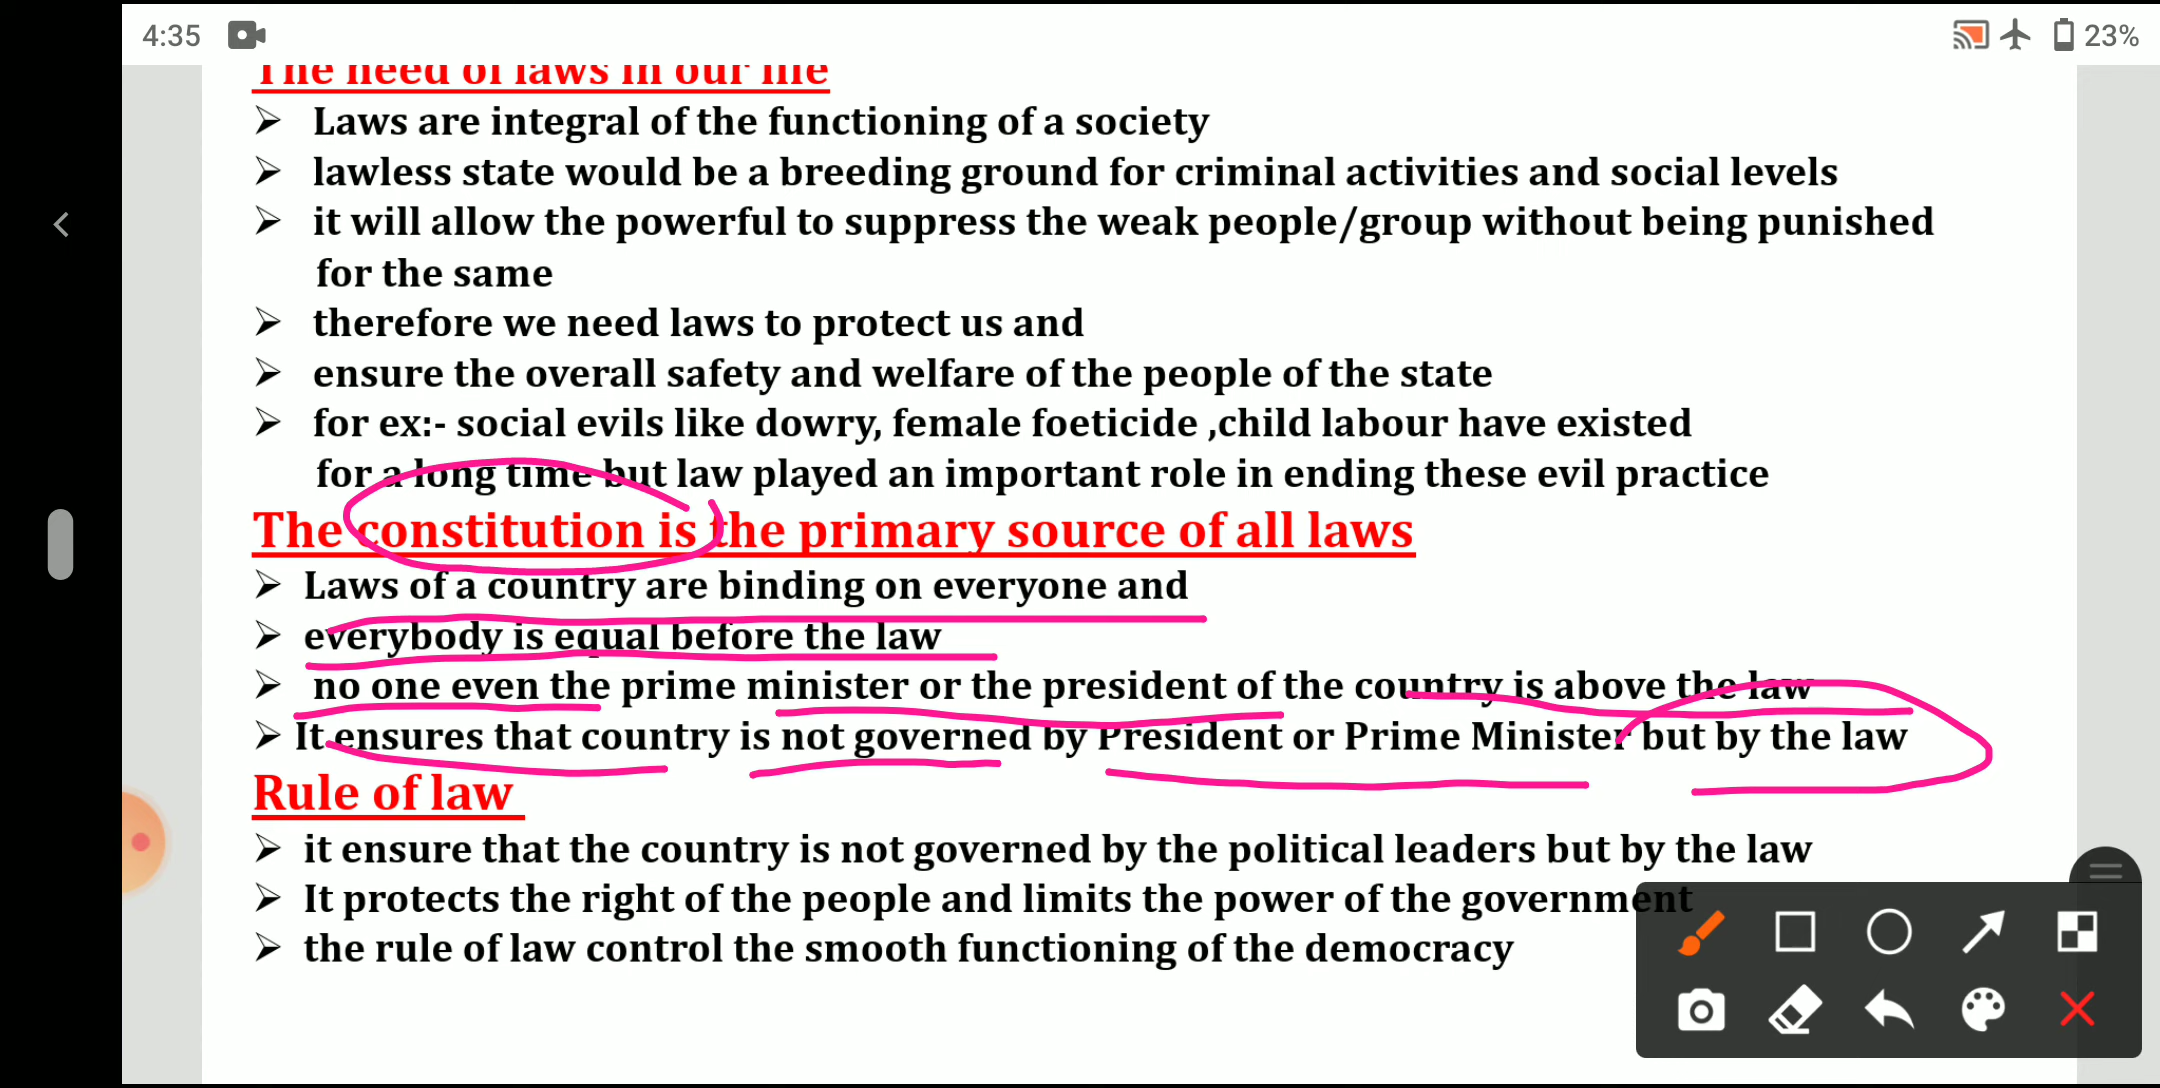 4:35
23%
The need of laws in our life
➢ Laws are integral of the functioning of a society
➢ lawless state would be a breeding ground for criminal activities and social levels
➢ it will allow the powerful to suppress the weak people/group without being punished
for the same
➢ therefore we need laws to protect us and
➢ ensure the overall safety and welfare of the people of the state
➢ for ex:- social evils like dowry, female foeticide ,child labour have existed
for a long time but law played an important role in ending these evil practice
The constitution is the primary source of all laws
➢ Laws of a country are binding on everyone and
➢ everybody is equal before the law
➢ no one even the prime minister or the president of the country is above the law
➢ It ensures that country is not governed by President or Prime Minister but by the law
Rule of law
➢ it ensure that the country is not governed by the political leaders but by the law
➢ It protects the right of the people and limits the power of the government
➢ the rule of law control the smooth functioning of the democracy